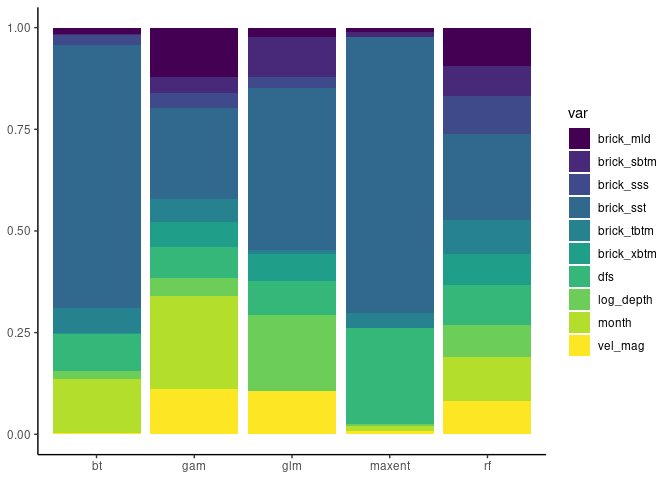 1.00
0.75
0.50
0.25
0.00
bt
gam
glm
maxent
rf
var
brick_mld
brick_sbtm
brick_sss
brick_sst
brick_tbtm
brick_xbtm
dfs
log_depth
month
vel_mag